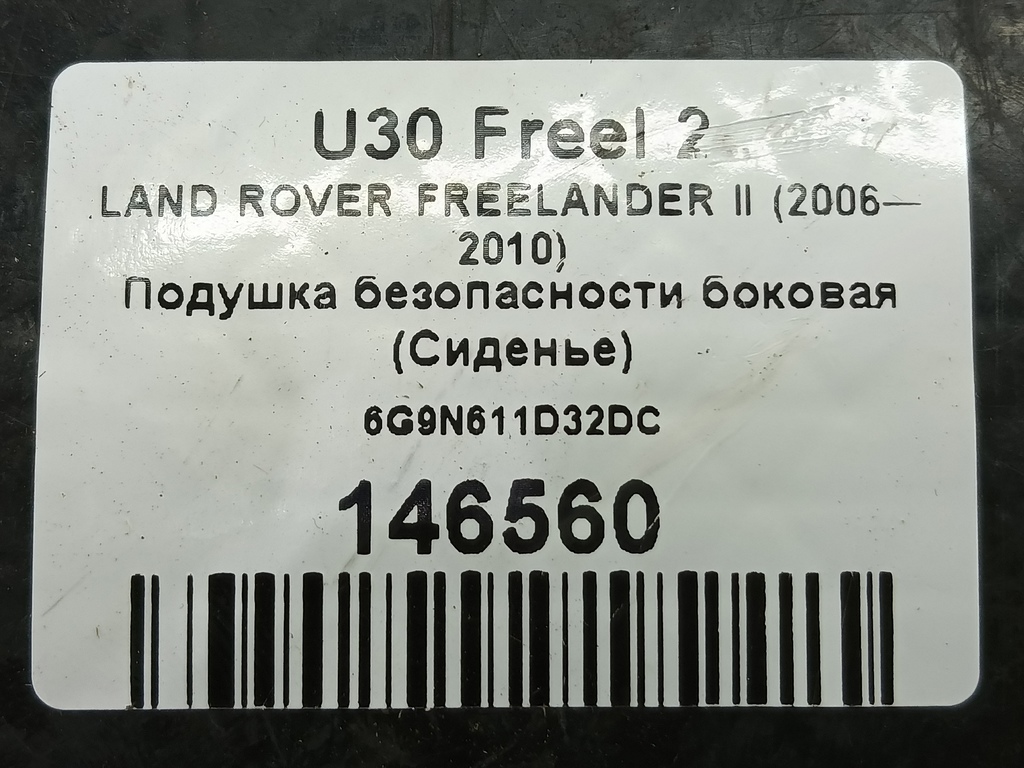 U30 Freel 2
LAND ROVER FREELANDER II (2006—
2010)
Подушка безопасности боковая
(Сиденье)
6G9N611D32DC
146560